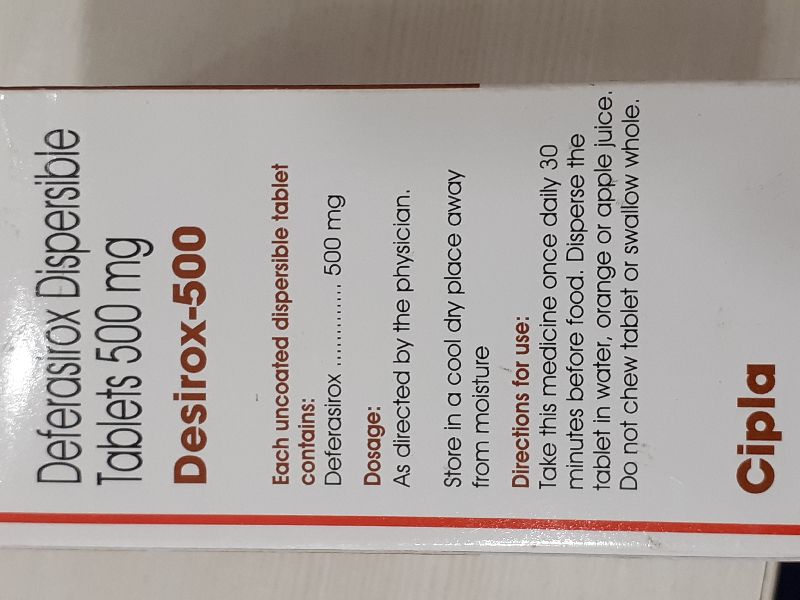 Deferasirox Dispersible
Tablets 500 mg
Desirox-500
Each uncoated dispersible tablet
contains:
Deferasirox .............. 500 mg
Dosage:
As directed by the physician.
Store in a cool dry place away
from moisture
Directions for use:
Take this medicine once daily 30
minutes before food. Disperse the
tablet in water, orange or apple juice.
Do not chew tablet or swallow whole.
Cipla